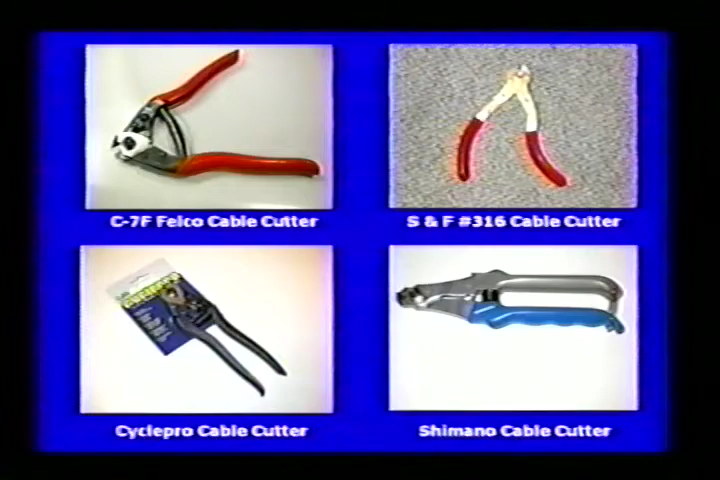 C-7F Felco Cable Cutter
S & F #316 Cable Cutter
Cyclepro Cable Cutter
Shimano Cable Cutter